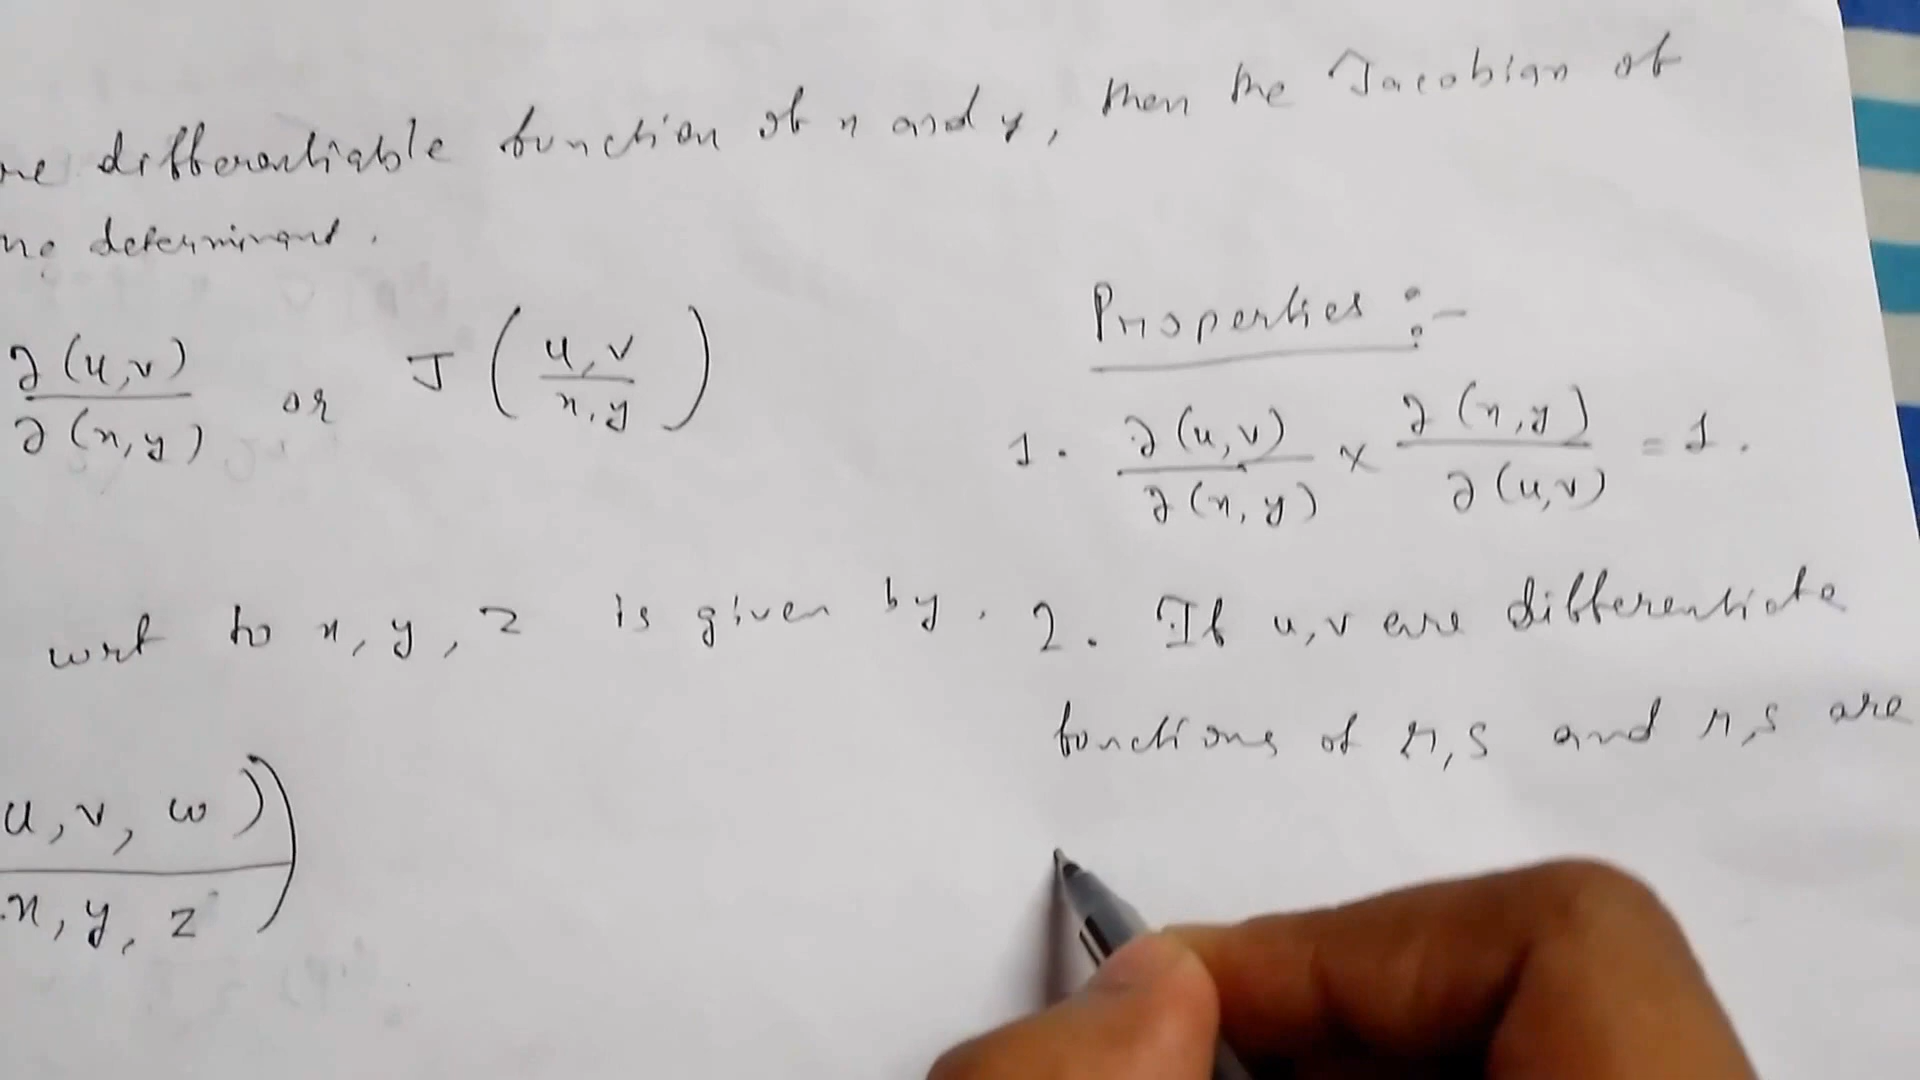 differentiable function of x and y, then the Jacobian of
determinant.
∂(u,v) / ∂(x,y) or J ( u,v / x,y )
Properties :-
1. ∂(u,v) / ∂(x,y) × ∂(x,y) / ∂(u,v) = 1.
wrt to x, y, z is given by.
2. If u,v are differentiate
functions of r,s and r,s are
u, v, w ))
x, y, z )